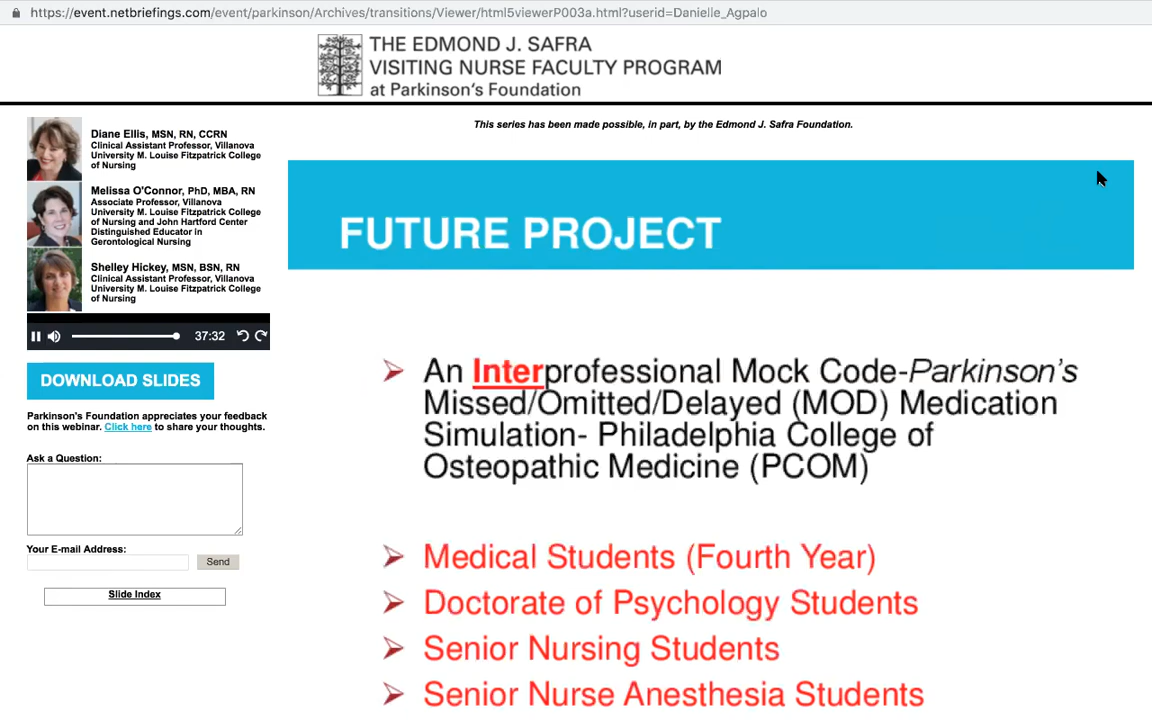 https://event.netbriefings.com/event/parkinson/Archives/transitions/Viewer/html5viewerP003a.html?userid=Danielle_Agpalo
THE EDMOND J. SAFRA
VISITING NURSE FACULTY PROGRAM
at Parkinson's Foundation
This series has been made possible, in part, by the Edmond J. Safra Foundation.
Diane Ellis, MSN, RN, CCRN
Clinical Assistant Professor, Villanova
University M. Louise Fitzpatrick College
of Nursing
Melissa O'Connor, PhD, MBA, RN
Associate Professor, Villanova
University M. Louise Fitzpatrick College
of Nursing and John Hartford Center
Distinguished Educator in
Gerontological Nursing
Shelley Hickey, MSN, BSN, RN
Clinical Assistant Professor, Villanova
University M. Louise Fitzpatrick College
of Nursing
37:32
DOWNLOAD SLIDES
Parkinson's Foundation appreciates your feedback
on this webinar. Click here to share your thoughts.
Ask a Question:
Your E-mail Address:
Send
Slide Index
FUTURE PROJECT
An Interprofessional Mock Code-Parkinson's
Missed/Omitted/Delayed (MOD) Medication
Simulation- Philadelphia College of
Osteopathic Medicine (PCOM)
Medical Students (Fourth Year)
Doctorate of Psychology Students
Senior Nursing Students
Senior Nurse Anesthesia Students